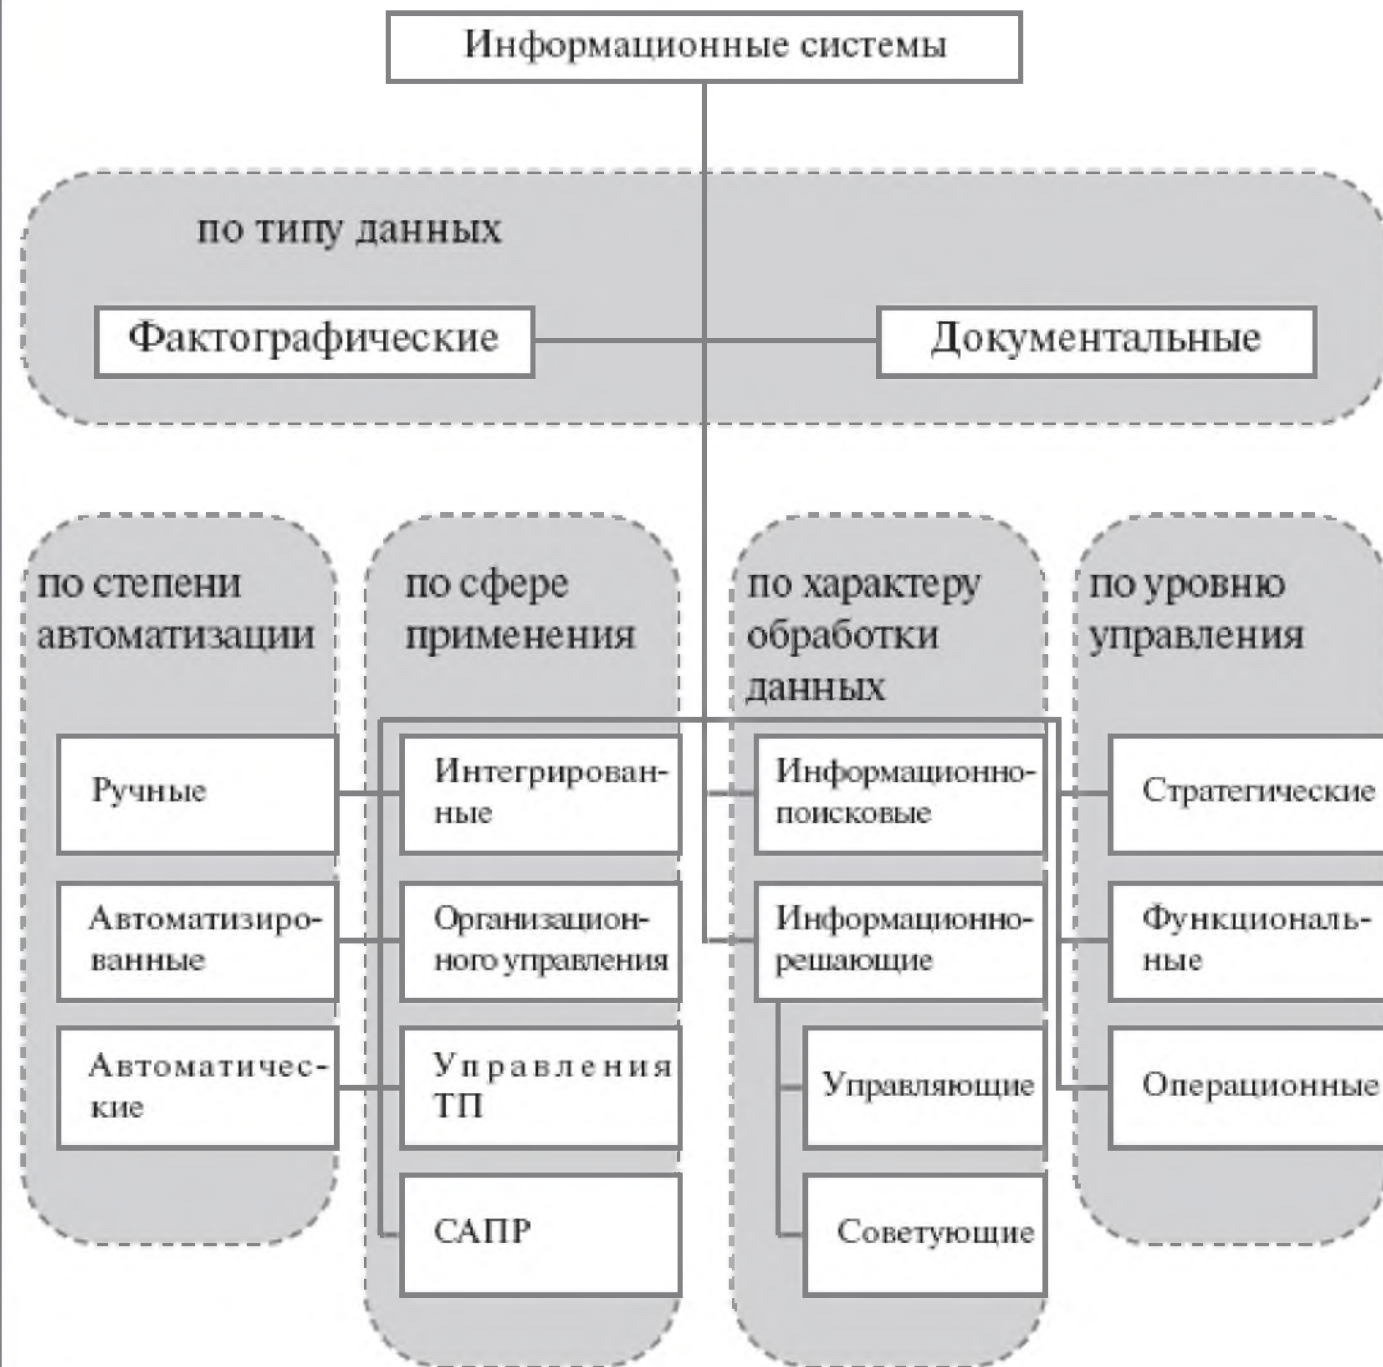 Информационные системы
по типу данных
Фактографические
Документальные
по степени
автоматизации
Ручные
Автоматизиро-
ванные
Автоматичес-
кие
по сфере
применения
Интегрирован-
ные
Организацион-
ного управления
Управления
ТП
САПР
по характеру
обработки
данных
Информационно-
поисковые
Информационно-
решающие
Управляющие
Советующие
по уровню
управления
Стратегические
Функциональ-
ные
Операционные